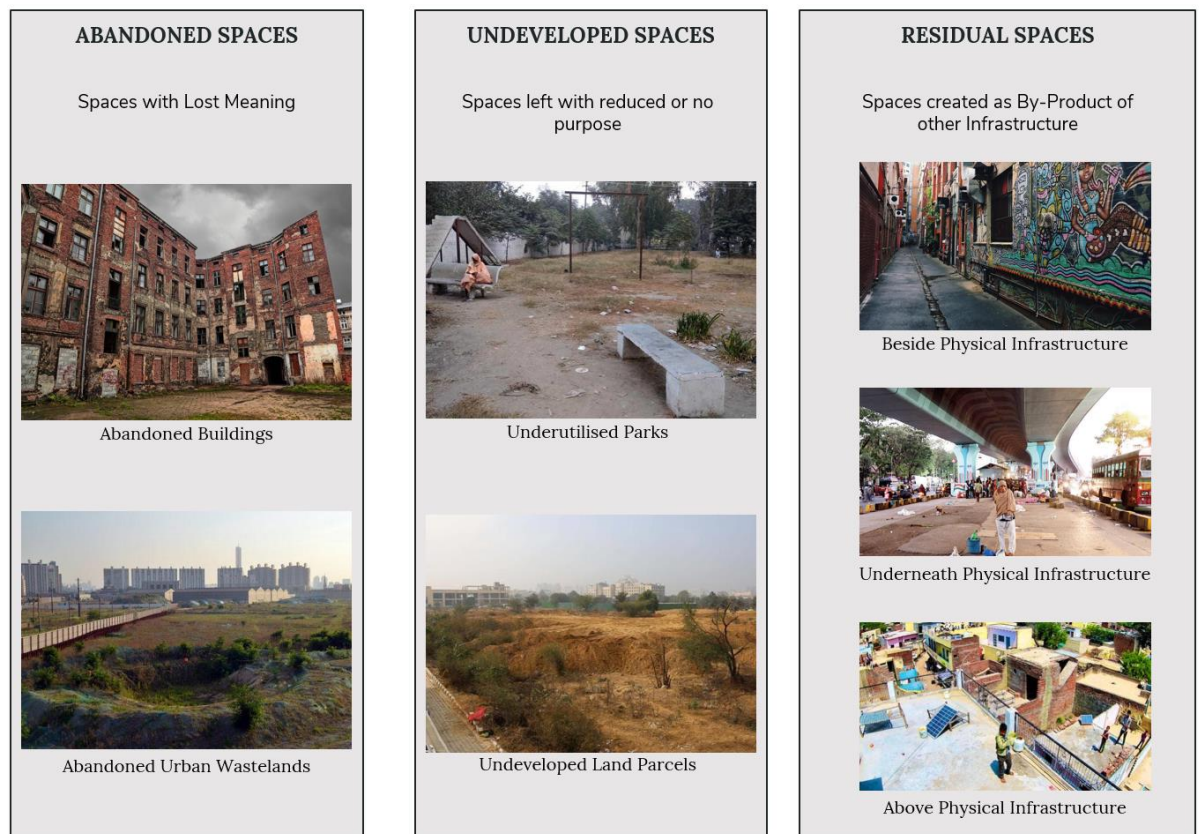 ABANDONED SPACES
Spaces with Lost Meaning
Abandoned Buildings
Abandoned Urban Wastelands
UNDEVELOPED SPACES
Spaces left with reduced or no
purpose
Underutilised Parks
Undeveloped Land Parcels
RESIDUAL SPACES
Spaces created as By-Product of
other Infrastructure
Beside Physical Infrastructure
Underneath Physical Infrastructure
Above Physical Infrastructure